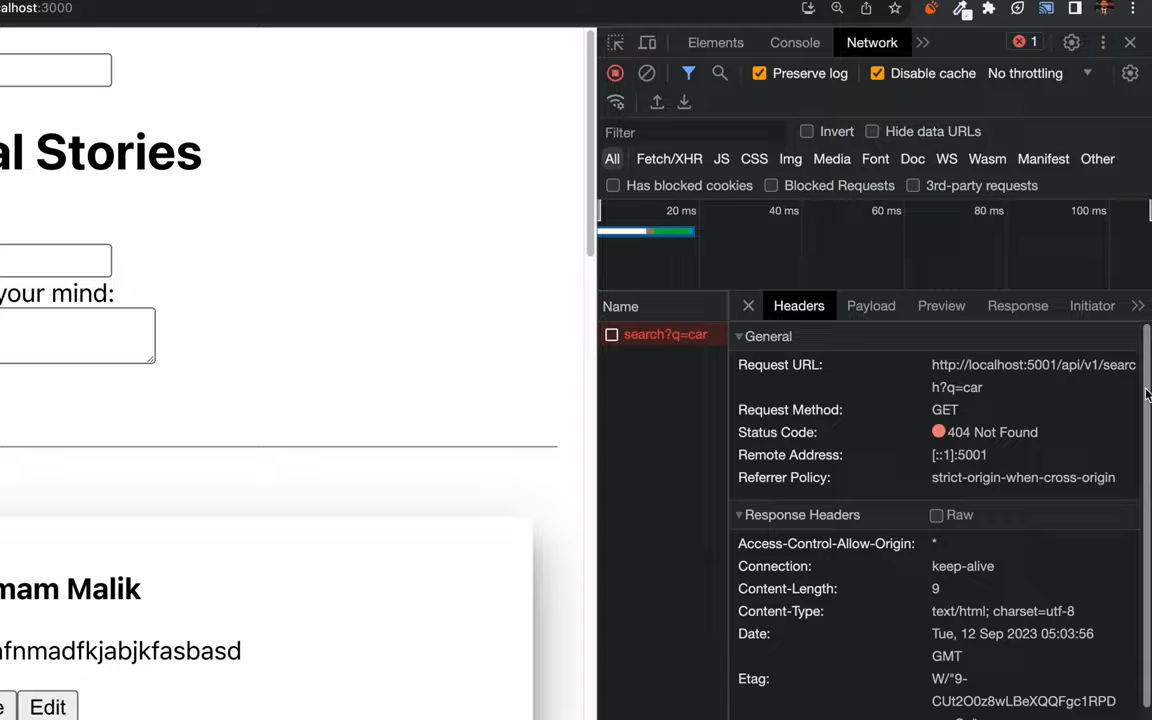 alhost:3000
al Stories
your mind:
mam Malik
afnmadfkjabjkfasbasd
e
Edit
Elements Console Network 1
Preserve log Disable cache No throttling
Filter Invert Hide data URLs
All Fetch/XHR JS CSS Img Media Font Doc WS Wasm Manifest Other
Has blocked cookies Blocked Requests 3rd-party requests
20 ms 40 ms 60 ms 80 ms 100 ms
Name Headers Payload Preview Response Initiator
search?q=car
General
Request URL: http://localhost:5001/api/v1/searc
h?q=car
Request Method: GET
Status Code: 404 Not Found
Remote Address: [::1]:5001
Referrer Policy: strict-origin-when-cross-origin
Response Headers Raw
Access-Control-Allow-Origin: *
Connection: keep-alive
Content-Length: 9
Content-Type: text/html; charset=utf-8
Date: Tue, 12 Sep 2023 05:03:56
GMT
Etag: W/"9-
CUt2O0z8wLBeXQQFgc1RPD